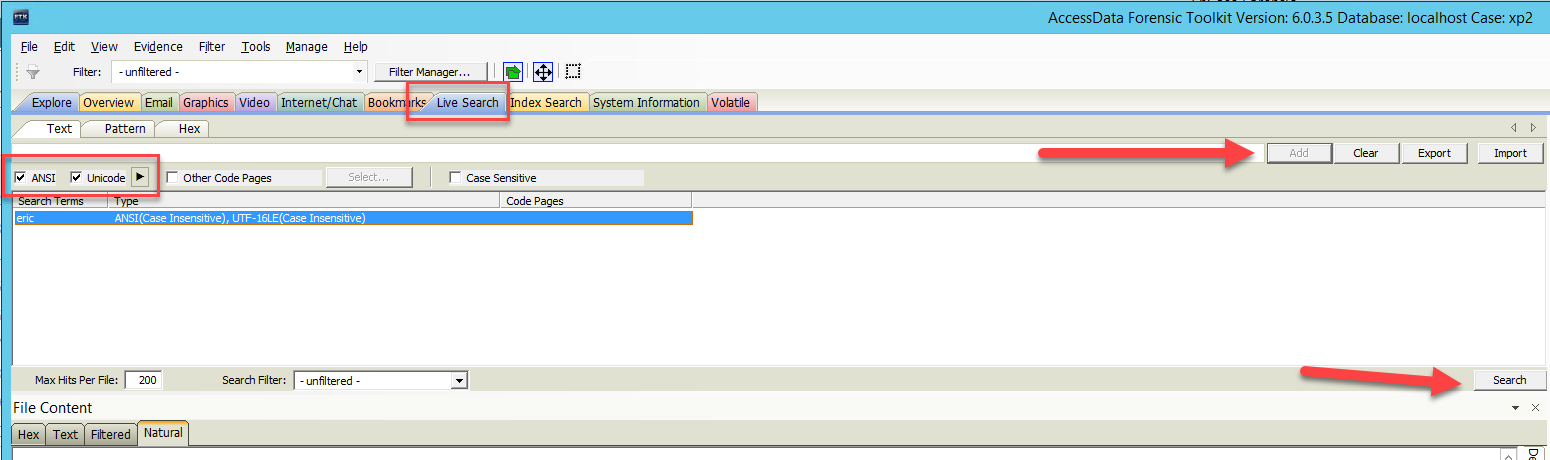 FTK
AccessData Forensic Toolkit Version: 6.0.3.5 Database: localhost Case: xp2
File Edit View Evidence Filter Tools Manage Help
Filter: - unfiltered - Filter Manager...
Explore Overview Email Graphics Video Internet/Chat Bookmarks Live Search Index Search System Information Volatile
Text Pattern Hex
Add Clear Export Import
ANSI Unicode Other Code Pages Select... Case Sensitive
Search Terms Type Code Pages
eric ANSI(Case Insensitive), UTF-16LE(Case Insensitive)
Max Hits Per File: 200 Search Filter: - unfiltered - Search
File Content
Hex Text Filtered Natural